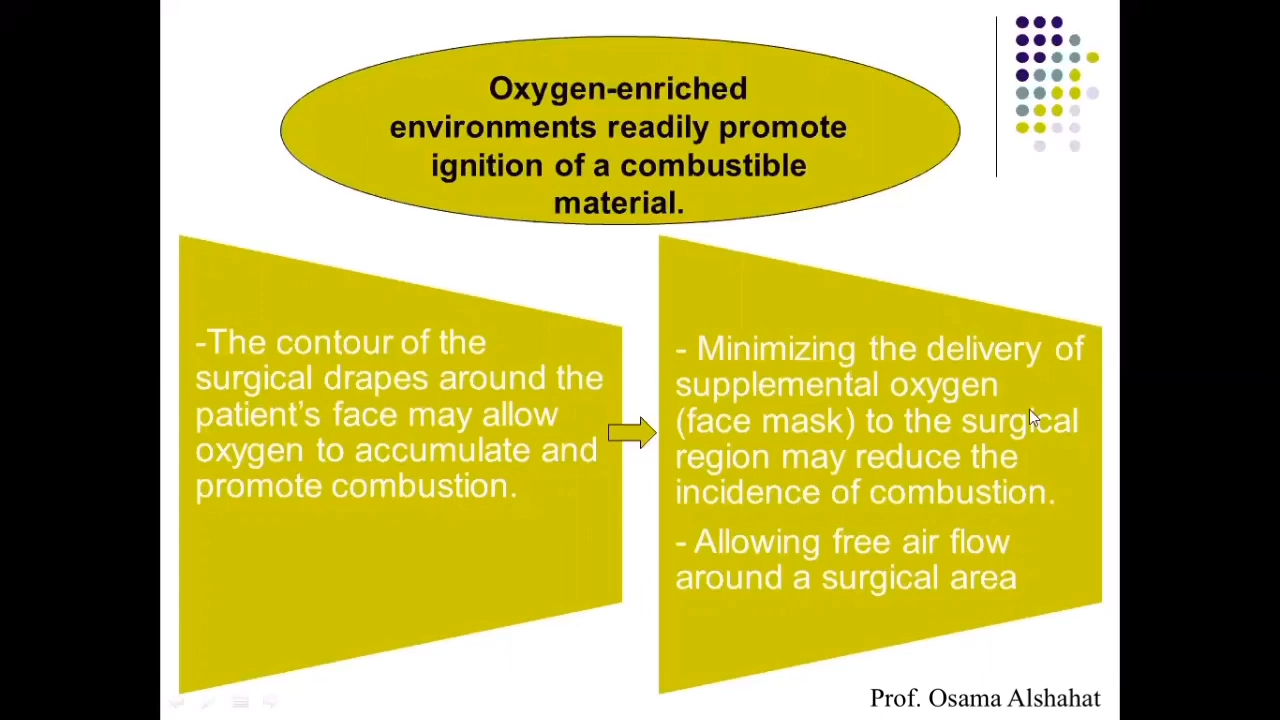 Oxygen-enriched
environments readily promote
ignition of a combustible
material.
-The contour of the
surgical drapes around the
patient's face may allow
oxygen to accumulate and
promote combustion.
- Minimizing the delivery of
supplemental oxygen
(face mask) to the surgical
region may reduce the
incidence of combustion.
- Allowing free air flow
around a surgical area
Prof. Osama Alshahat